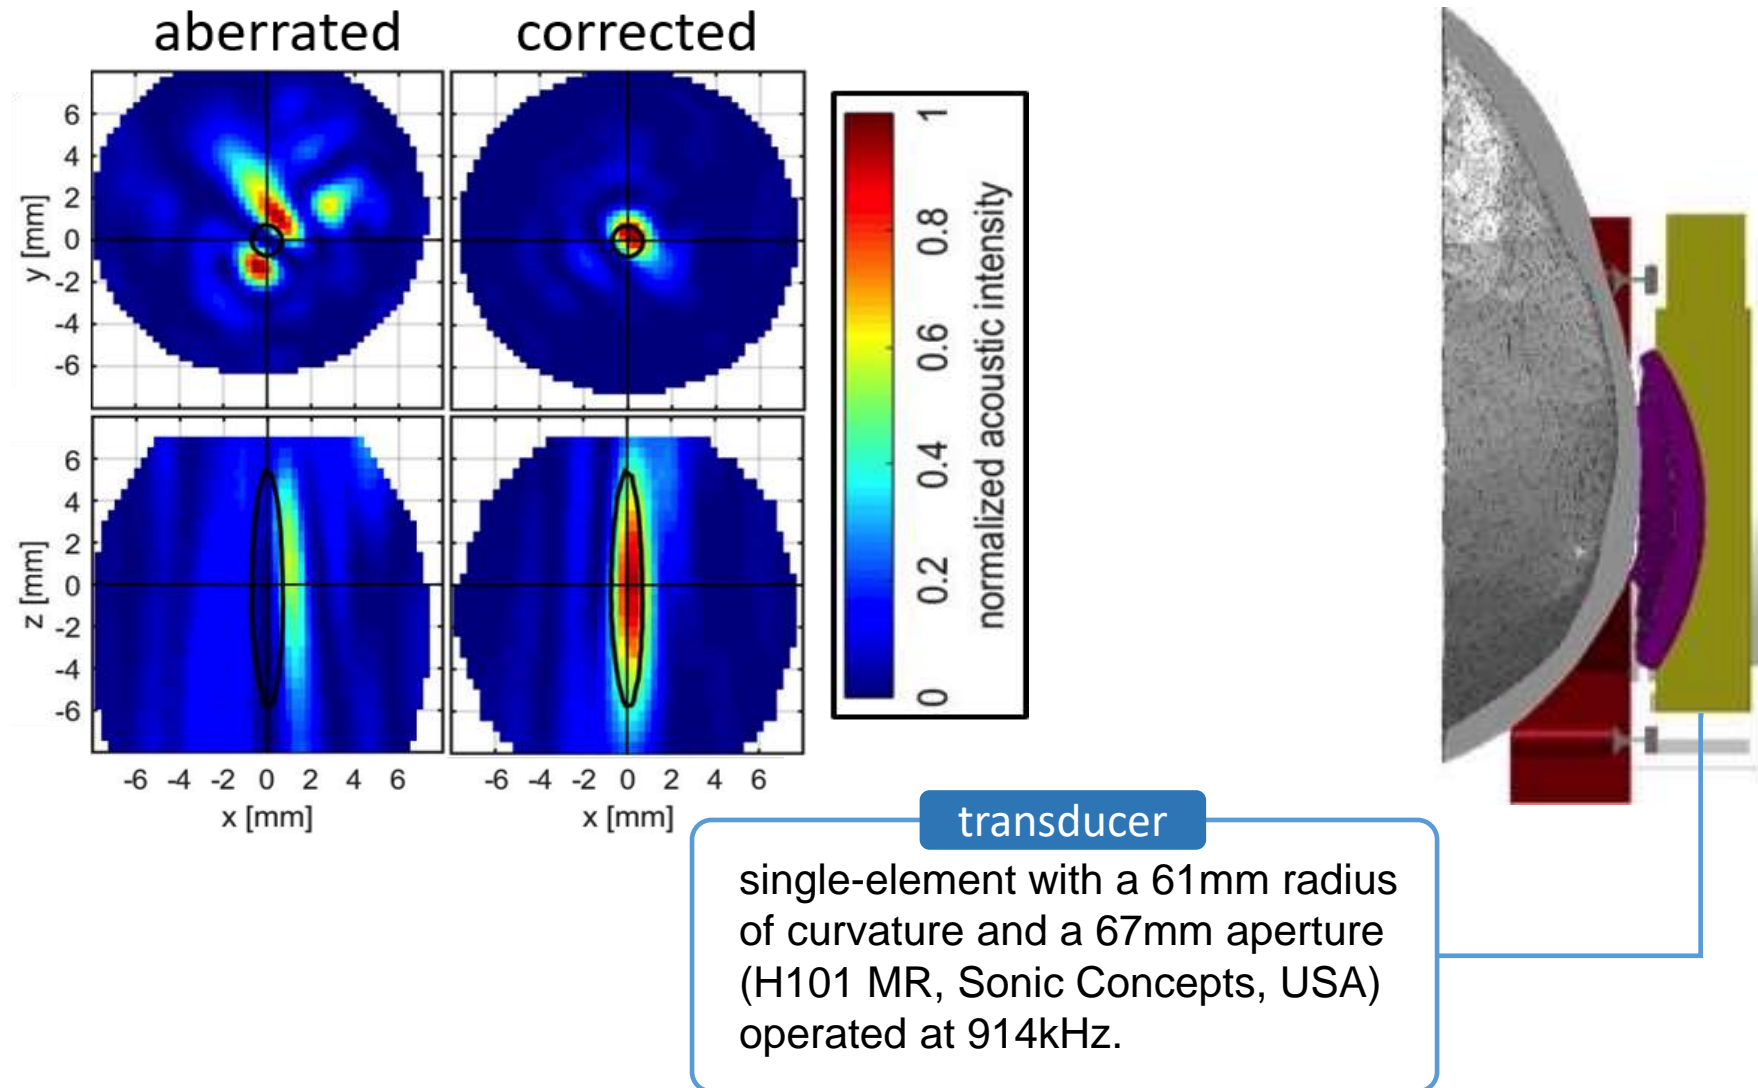 aberrated corrected
6
4
2
0
-2
-4
-6
y [mm]
6
4
2
0
-2
-4
-6
z [mm]
-6 -4 -2 0 2 4 6
x [mm]
-6 -4 -2 0 2 4 6
x [mm]
0 0.2 0.4 0.6 0.8 1
normalized acoustic intensity
transducer
single-element with a 61mm radius
of curvature and a 67mm aperture
(H101 MR, Sonic Concepts, USA)
operated at 914kHz.